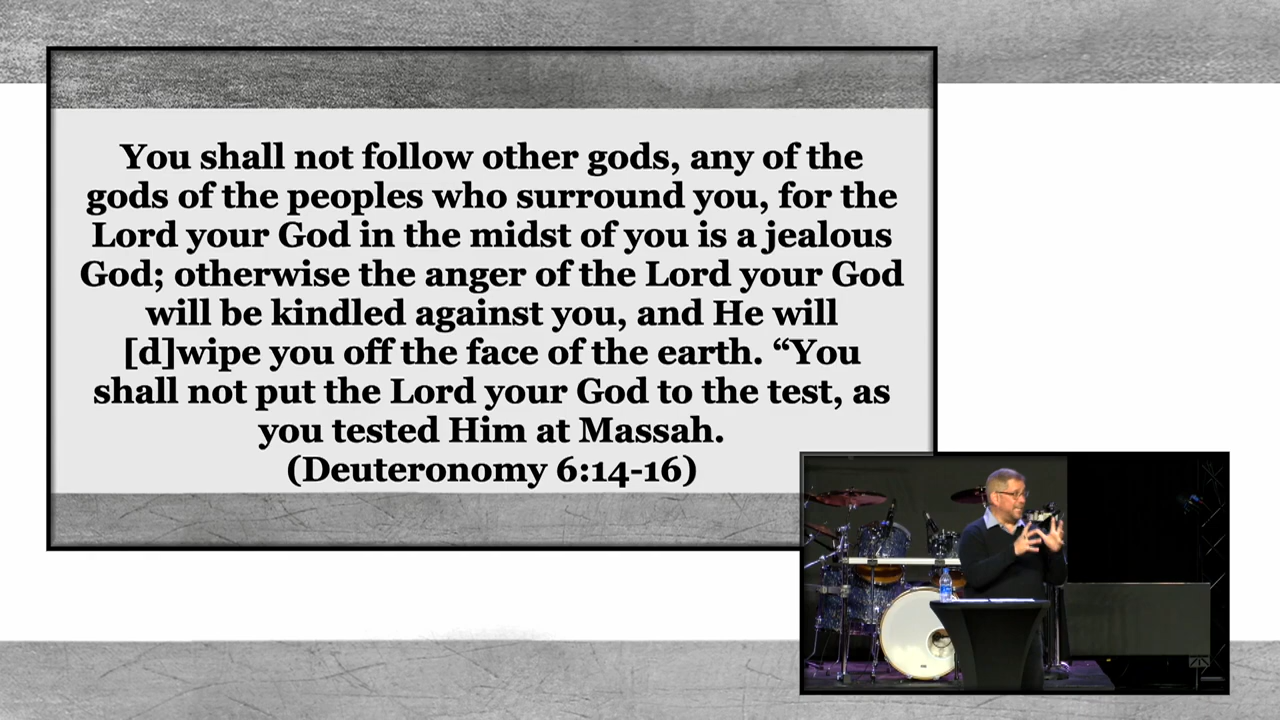 You shall not follow other gods, any of the
gods of the peoples who surround you, for the
Lord your God in the midst of you is a jealous
God; otherwise the anger of the Lord your God
will be kindled against you, and He will
[d]wipe you off the face of the earth. “You
shall not put the Lord your God to the test, as
you tested Him at Massah.
(Deuteronomy 6:14-16)